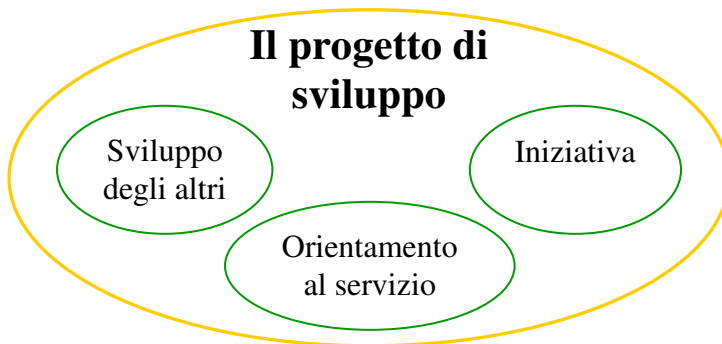 Il progetto di
sviluppo
Sviluppo
degli altri
Iniziativa
Orientamento
al servizio